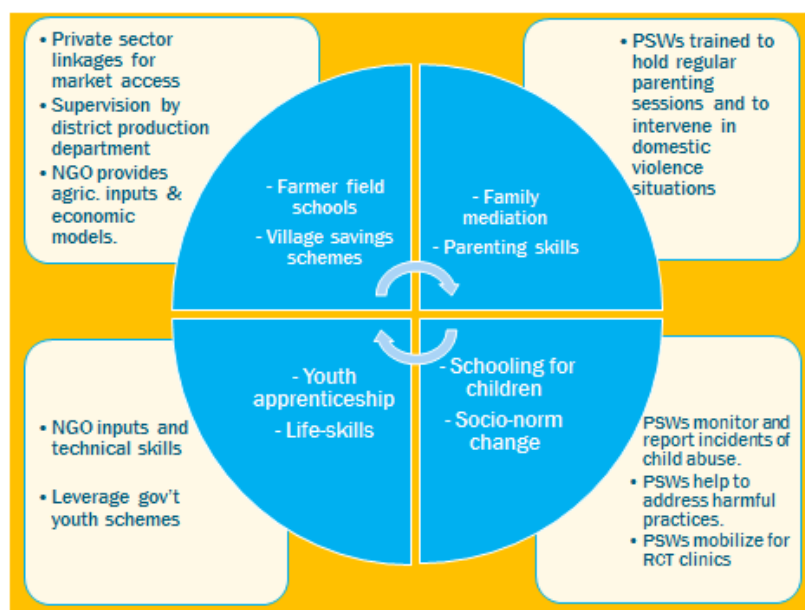 • Private sector
linkages for
market access
• Supervision by
district production
department
• NGO provides
agric. inputs &
economic
models.
• PSWs trained to
hold regular
parenting
sessions and to
intervene in
domestic
violence
situations
- Farmer field
schools
- Village savings
schemes
- Family
mediation
- Parenting skills
- Youth
apprenticeship
- Life-skills
- Schooling for
children
- Socio-norm
change
• NGO inputs and
technical skills
• Leverage gov't
youth schemes
PSWs monitor and
report incidents of
child abuse.
• PSWs help to
address harmful
practices.
• PSWs mobilize for
RCT clinics